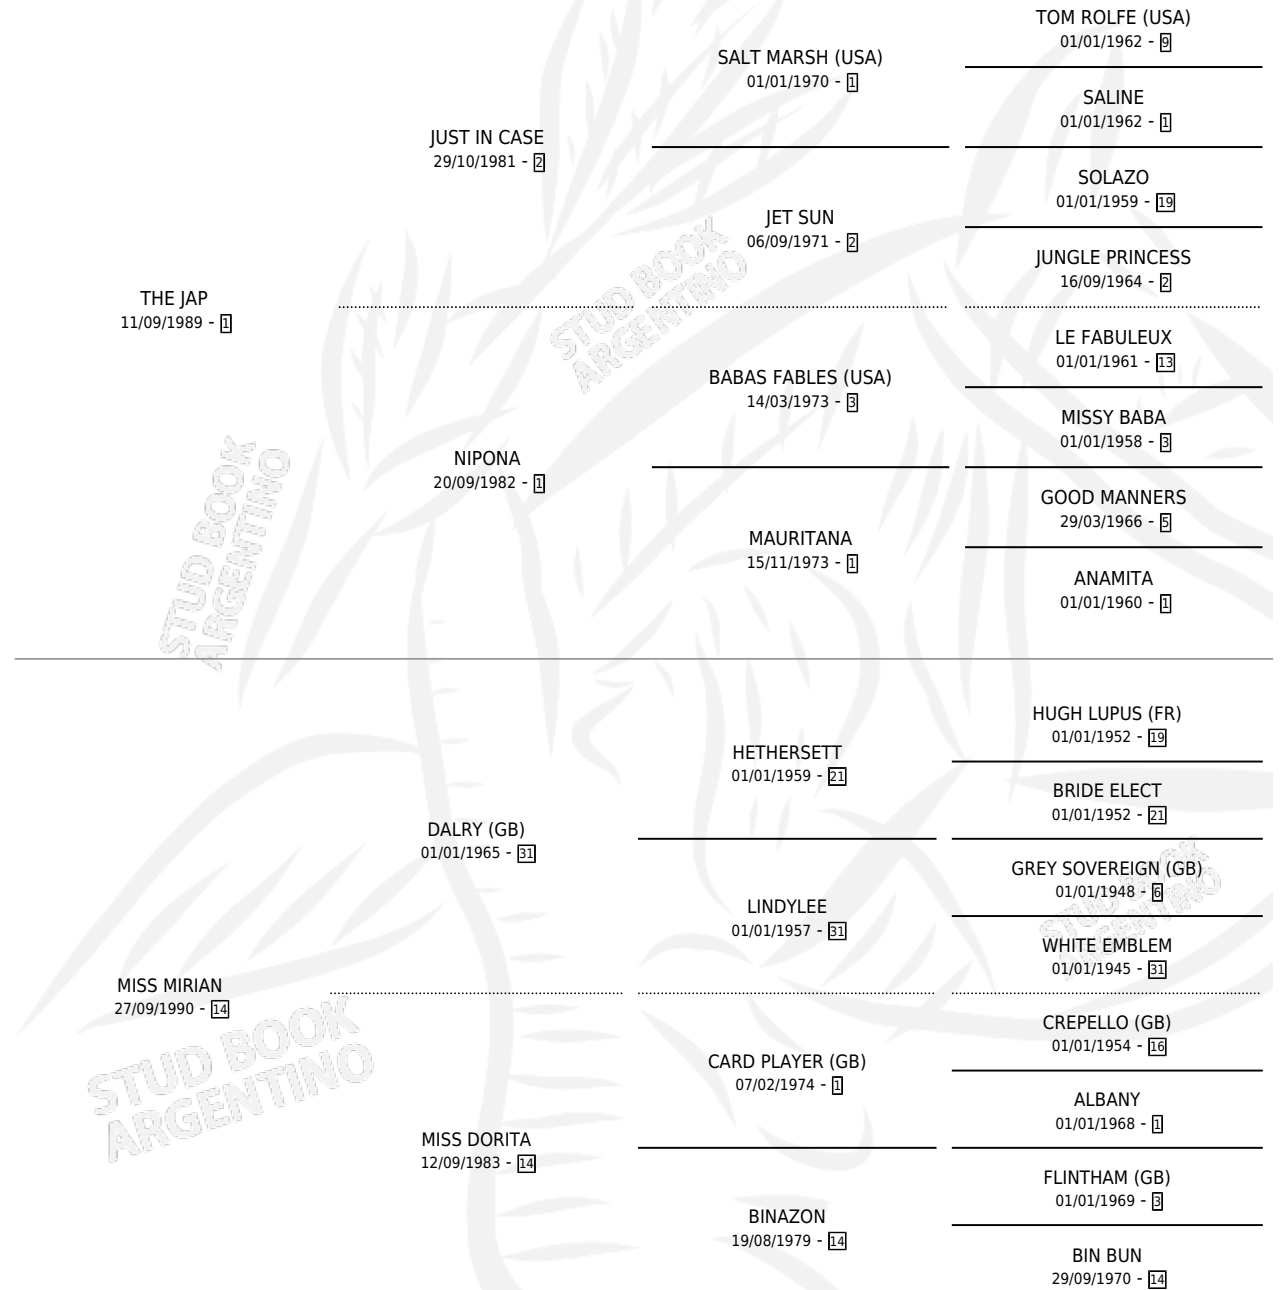 TOM ROLFE (USA)
01/01/1962 - 9
SALT MARSH (USA)
01/01/1970 - 1
SALINE
01/01/1962 - 1
JUST IN CASE
29/10/1981 - 2
SOLAZO
01/01/1959 - 19
JET SUN
06/09/1971 - 2
JUNGLE PRINCESS
16/09/1964 - 2
THE JAP
11/09/1989 - 1
LE FABULEUX
01/01/1961 - 13
BABAS FABLES (USA)
14/03/1973 - 3
MISSY BABA
01/01/1958 - 3
NIPONA
20/09/1982 - 1
GOOD MANNERS
29/03/1966 - 5
MAURITANA
15/11/1973 - 1
ANAMITA
01/01/1960 - 1
STUD BOOK
ARGENTINO
STUD BOOK
ARGENTINO
HUGH LUPUS (FR)
01/01/1952 - 19
HETHERSETT
01/01/1959 - 21
BRIDE ELECT
01/01/1952 - 21
DALRY (GB)
01/01/1965 - 31
GREY SOVEREIGN (GB)
01/01/1948 - 6
LINDYLEE
01/01/1957 - 31
WHITE EMBLEM
01/01/1945 - 31
MISS MIRIAN
27/09/1990 - 14
CREPELLO (GB)
01/01/1954 - 16
CARD PLAYER (GB)
07/02/1974 - 1
ALBANY
01/01/1968 - 1
MISS DORITA
12/09/1983 - 14
FLINTHAM (GB)
01/01/1969 - 3
BINAZON
19/08/1979 - 14
BIN BUN
29/09/1970 - 14
STUD BOOK
ARGENTINO
STUD BOOK
ARGENTINO